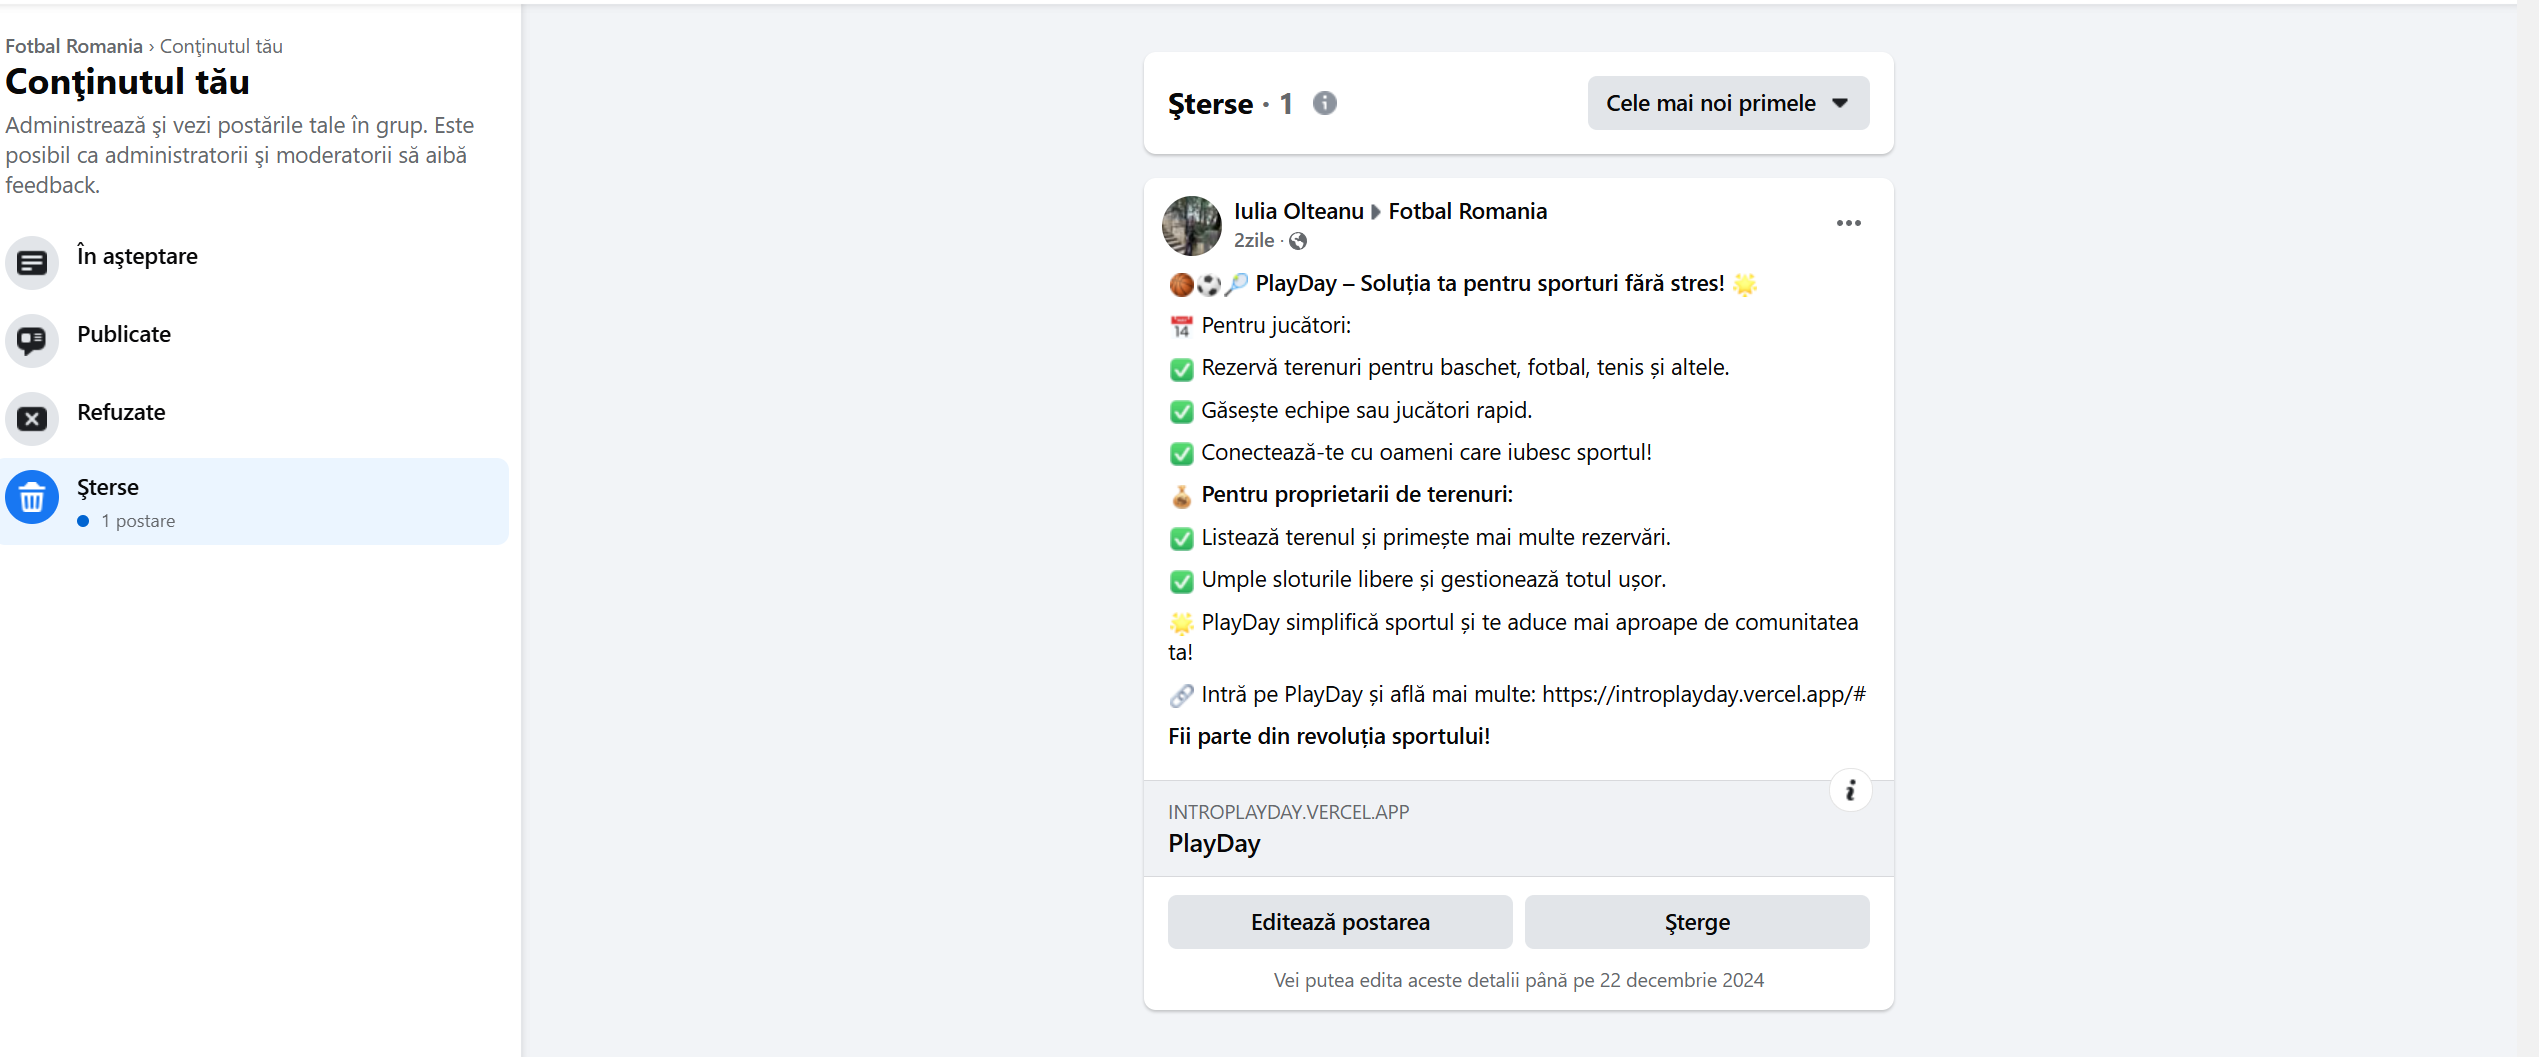 Fotbal Romania › Conţinutul tău
Conţinutul tău
Administrează şi vezi postările tale în grup. Este
posibil ca administratorii şi moderatorii să aibă
feedback.
În aşteptare
Publicate
Refuzate
Şterse
1 postare
Şterse · 1
Cele mai noi primele
Iulia Olteanu Fotbal Romania
2zile ·
🏀⚽🎾 PlayDay – Soluția ta pentru sporturi fără stres! 🌟
📅 Pentru jucători:
✅ Rezervă terenuri pentru baschet, fotbal, tenis și altele.
✅ Găsește echipe sau jucători rapid.
✅ Conectează-te cu oameni care iubesc sportul!
💰 Pentru proprietarii de terenuri:
✅ Listează terenul și primește mai multe rezervări.
✅ Umple sloturile libere și gestionează totul ușor.
🌟 PlayDay simplifică sportul și te aduce mai aproape de comunitatea
ta!
🔗 Intră pe PlayDay și află mai multe: https://introplayday.vercel.app/#
Fii parte din revoluția sportului!
INTROPLAYDAY.VERCEL.APP
PlayDay
Editează postarea
Şterge
Vei putea edita aceste detalii până pe 22 decembrie 2024